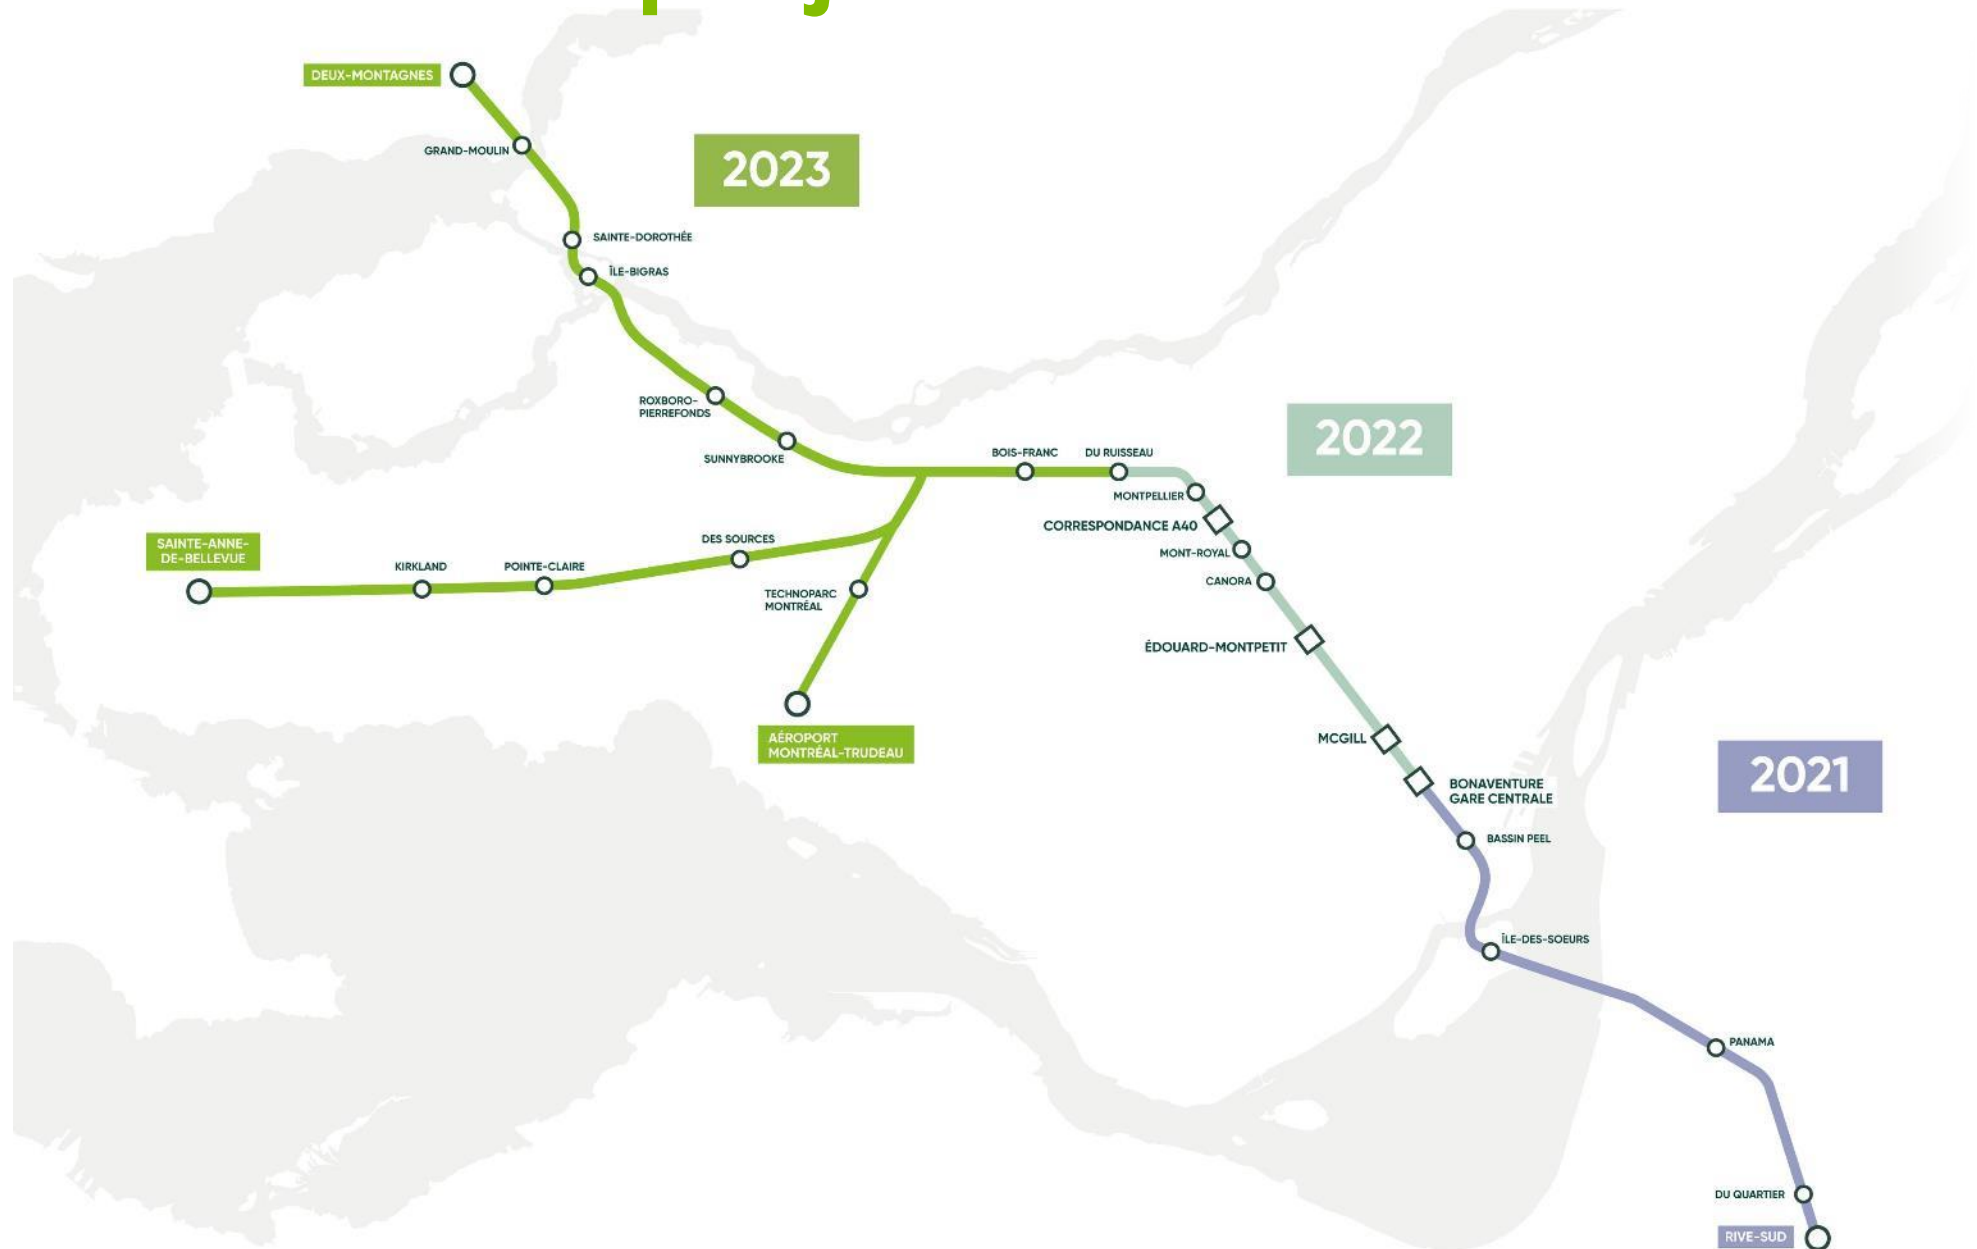 DEUX-MONTAGNES
GRAND-MOULIN
2023
SAINTE-DOROTHÉE
ÎLE-BIGRAS
ROXBORO-
PIERREFONDS
SUNNYBROOKE
BOIS-FRANC
DU RUISSEAU
2022
MONTPELLIER
CORRESPONDANCE A40
MONT-ROYAL
CANORA
SAINTE-ANNE-
DE-BELLEVUE
KIRKLAND
POINTE-CLAIRE
DES SOURCES
TECHNOPARC
MONTRÉAL
ÉDOUARD-MONTPETIT
AÉROPORT
MONTRÉAL-TRUDEAU
MCGILL
2021
BONAVENTURE
GARE CENTRALE
BASSIN PEEL
ÎLE-DES-SOEURS
PANAMA
DU QUARTIER
RIVE-SUD